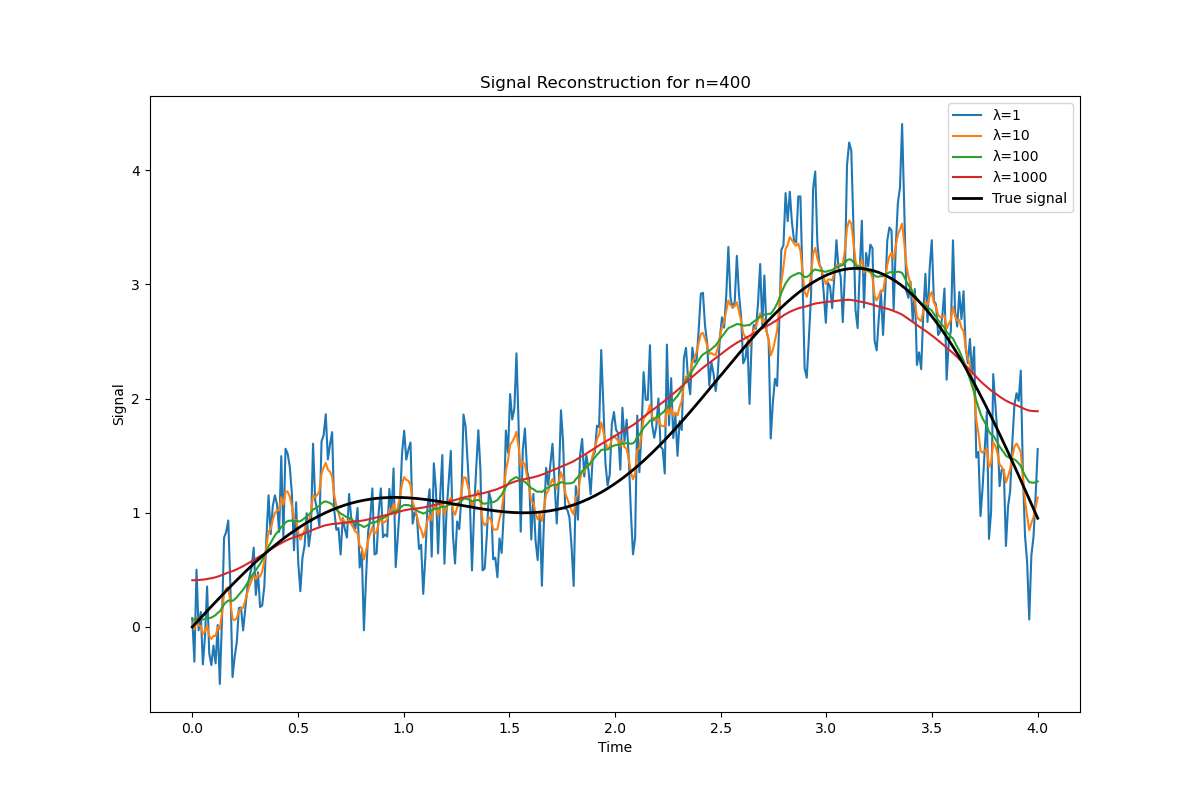 Signal Reconstruction for n=400
λ=1
λ=10
λ=100
λ=1000
True signal
Signal
4
3
2
1
0
0.0 0.5 1.0 1.5 2.0 2.5 3.0 3.5 4.0
Time